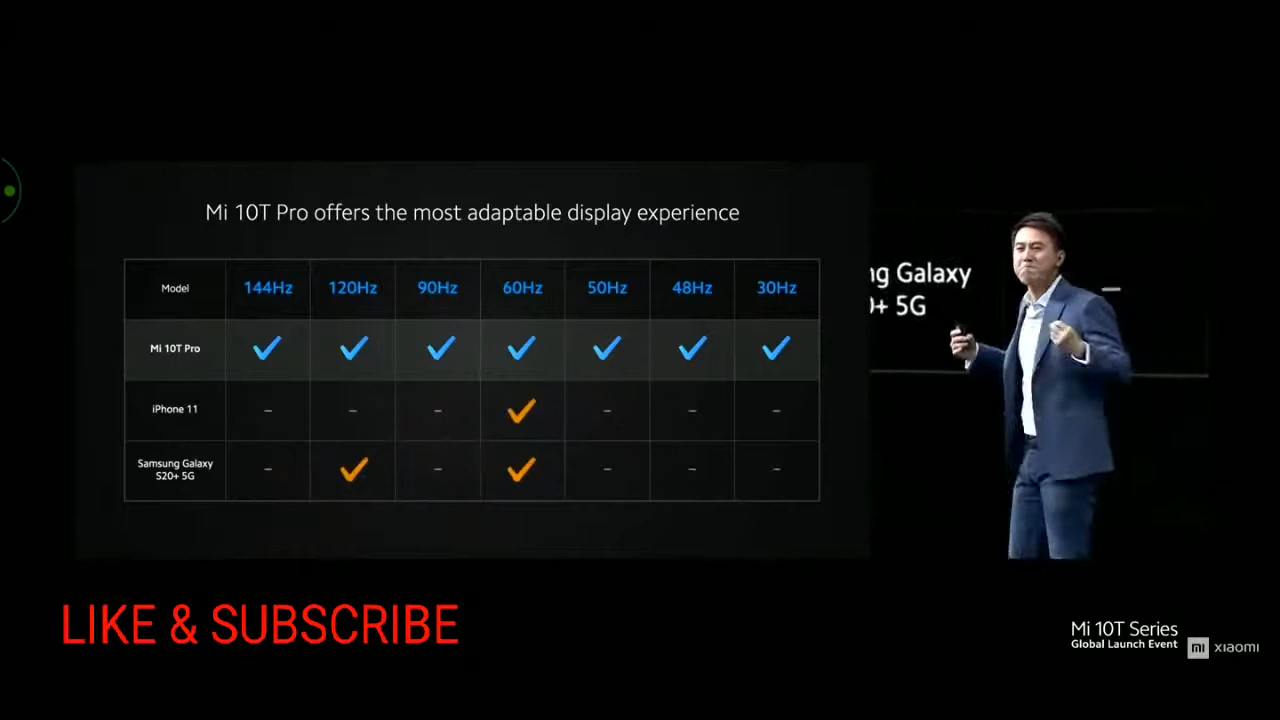 Mi 10T Pro offers the most adaptable display experience
Model 144Hz 120Hz 90Hz 60Hz 50Hz 48Hz 30Hz
Mi 10T Pro
iPhone 11 – – – – – –
Samsung Galaxy
S20+ 5G – – – – –
Galaxy
5G
LIKE & SUBSCRIBE
Mi 10T Series
Global Launch Event
mi xiaomi